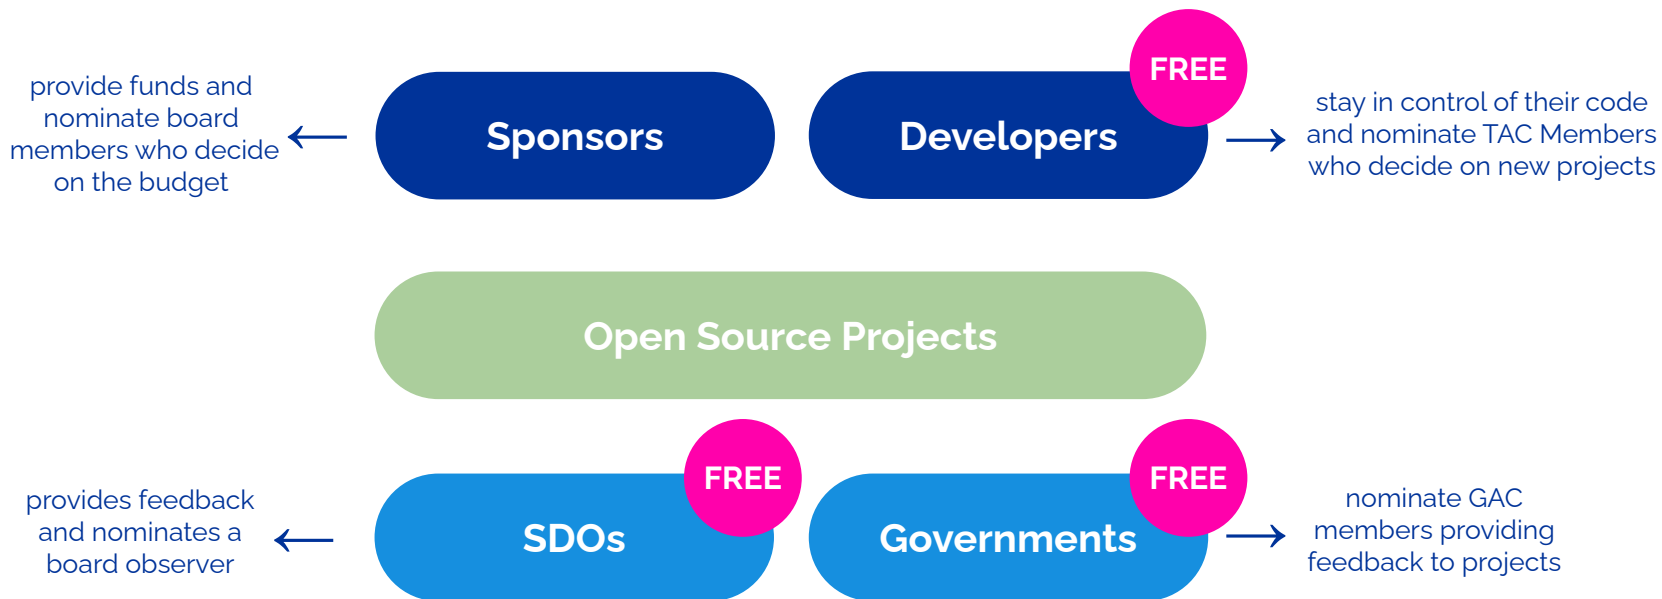 provide funds and
nominate board
members who decide
on the budget
Sponsors
Developers
FREE
stay in control of their code
and nominate TAC Members
who decide on new projects
Open Source Projects
provides feedback
and nominates a
board observer
SDOs
FREE
Governments
FREE
nominate GAC
members providing
feedback to projects